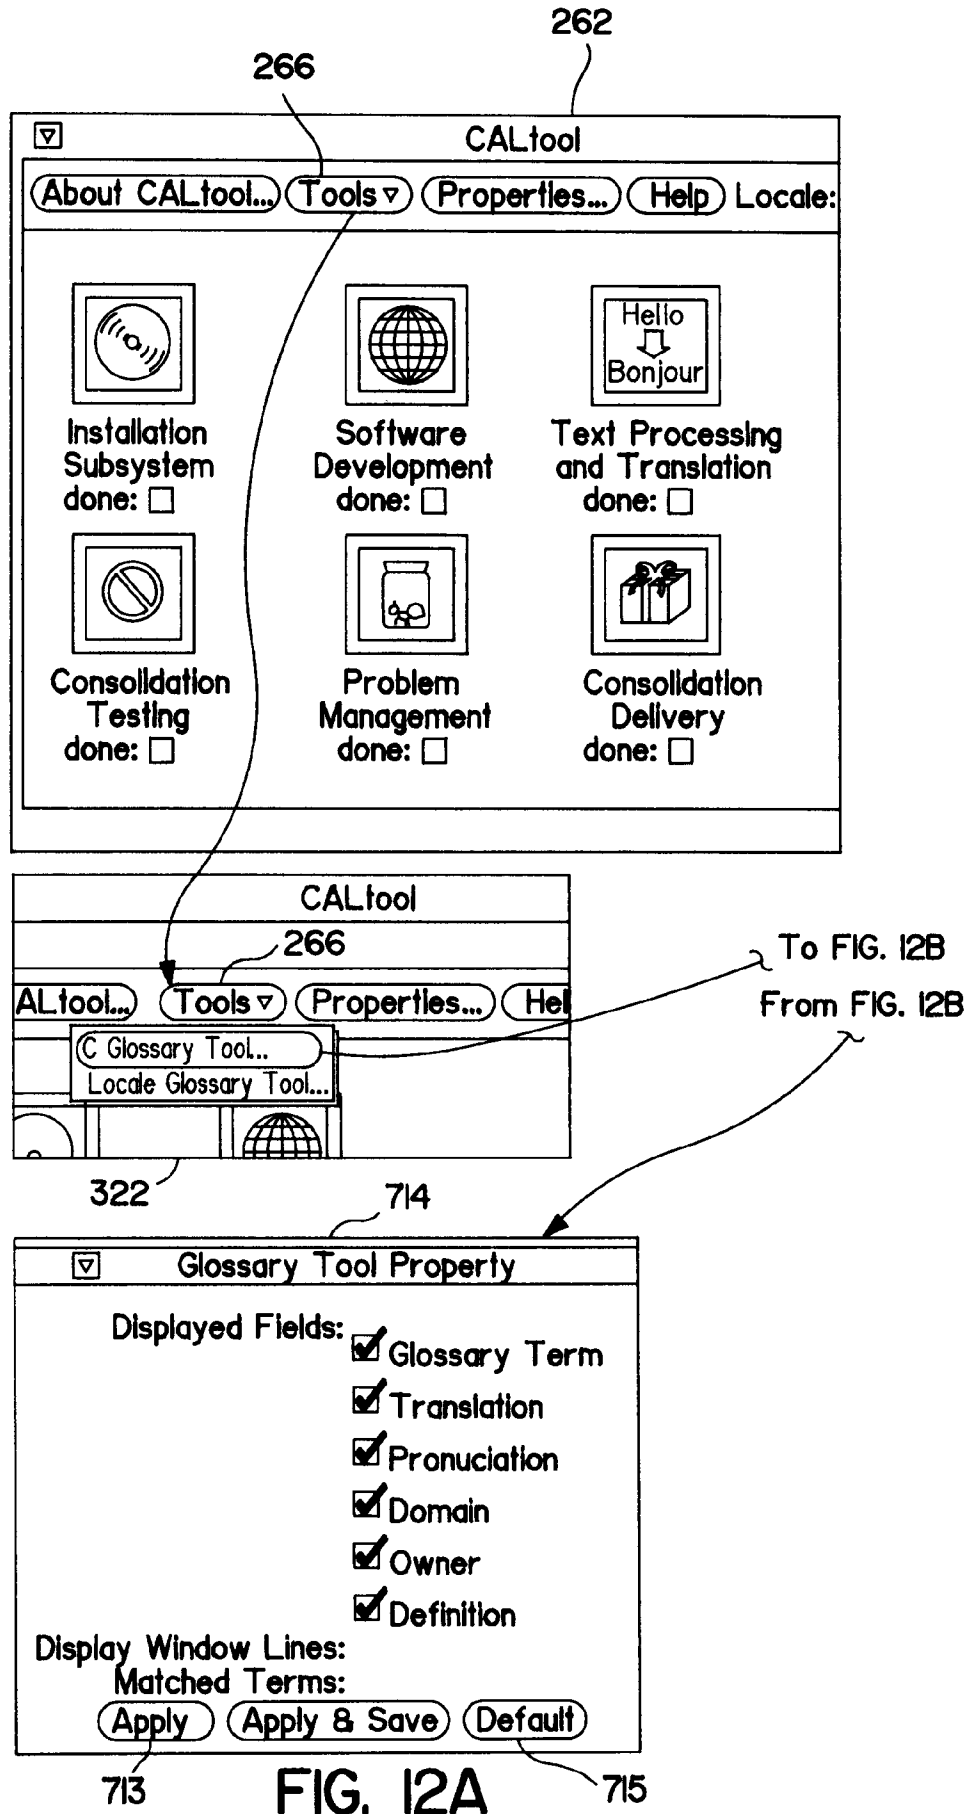 262
266
CALtool
About CALtool... Tools Properties... Help Locale:
Hello
Bonjour
Installation Software Text Processing
Subsystem Development and Translation
done: done: done:
Consolidation Problem Consolidation
Testing Management Delivery
done: done: done:
CALtool
266
To FIG. 12B
ALtool... Tools Properties... Hel
From FIG. 12B
C Glossary Tool...
Locale Glossary Tool...
322
714
Glossary Tool Property
Displayed Fields:
Glossary Term
Translation
Pronuciation
Domain
Owner
Definition
Display Window Lines:
Matched Terms:
Apply Apply & Save Default
713
715
FIG. 12A